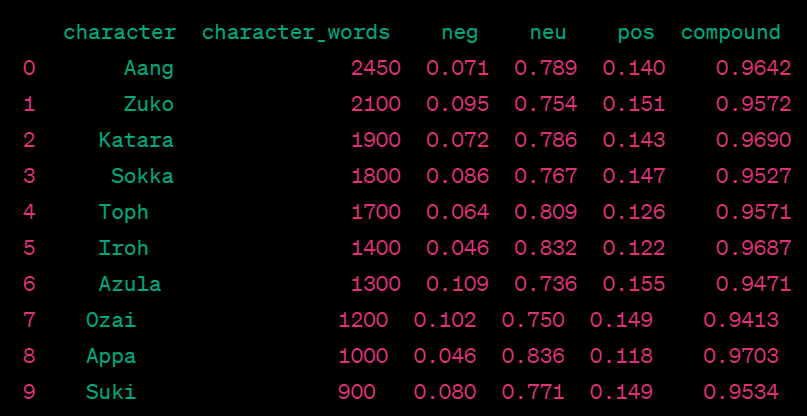 character character_words neg neu pos compound
0 Aang 2450 0.071 0.789 0.140 0.9642
1 Zuko 2100 0.095 0.754 0.151 0.9572
2 Katara 1900 0.072 0.786 0.143 0.9690
3 Sokka 1800 0.086 0.767 0.147 0.9527
4 Toph 1700 0.064 0.809 0.126 0.9571
5 Iroh 1400 0.046 0.832 0.122 0.9687
6 Azula 1300 0.109 0.736 0.155 0.9471
7 Ozai 1200 0.102 0.750 0.149 0.9413
8 Appa 1000 0.046 0.836 0.118 0.9703
9 Suki 900 0.080 0.771 0.149 0.9534